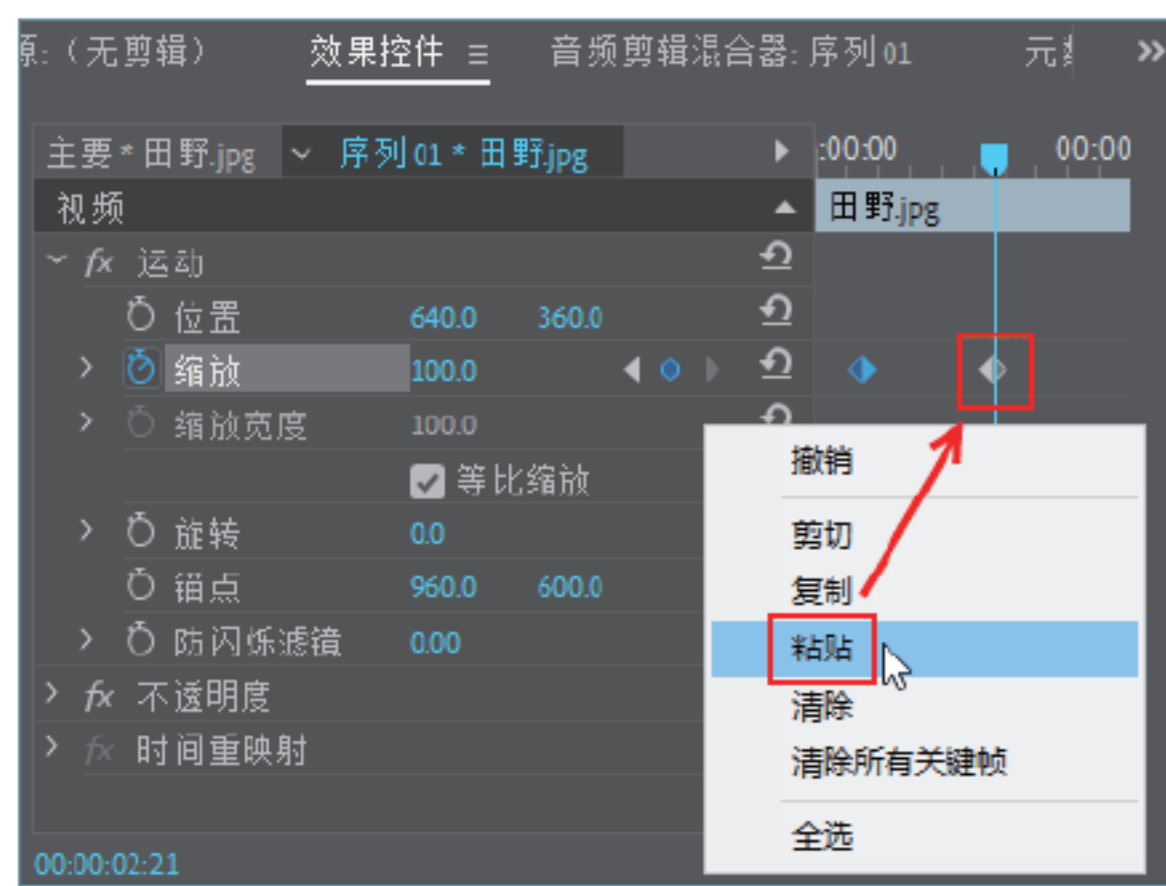 源:（无剪辑） 效果控件 ≡ 音频剪辑混合器: 序列 01 元 »
主要 * 田野.jpg 序列 01 * 田野.jpg :00:00 00:00
视频 田野.jpg
fx 运动
位置 640.0 360.0
缩放 100.0
缩放宽度 100.0
等比缩放
旋转 0.0
锚点 960.0 600.0
防闪烁滤镜 0.00
fx 不透明度
fx 时间重映射
00:00:02:21
撤销
剪切
复制
粘贴
清除
清除所有关键帧
全选